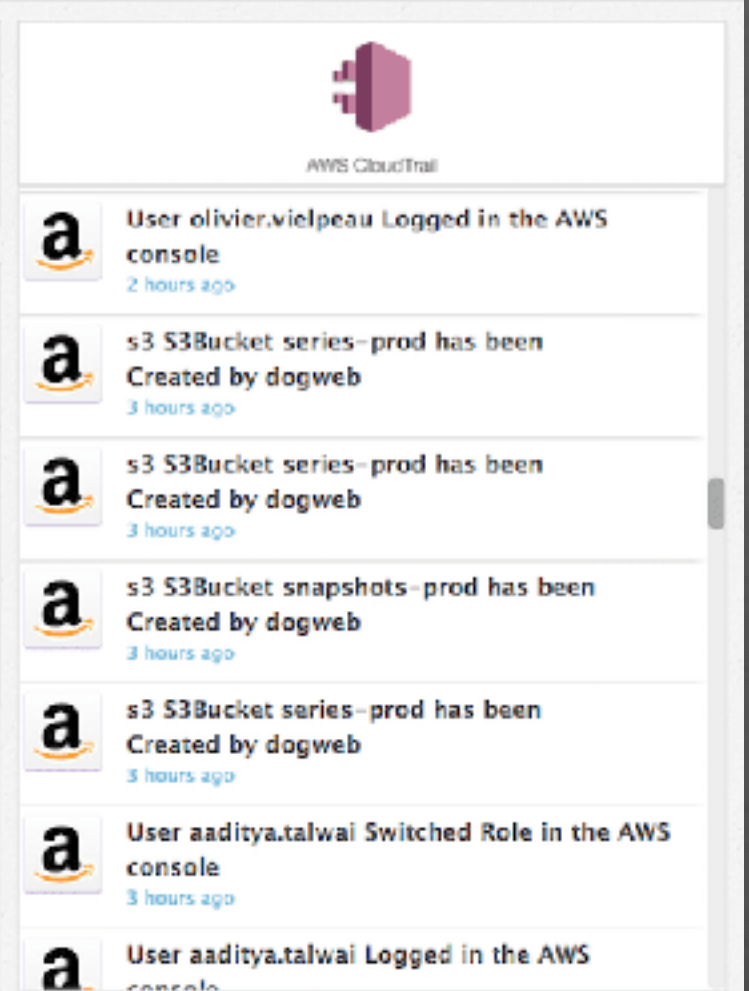 AWS CloudTrail
User olivier.vielpeau Logged in the AWS
console
2 hours ago
s3 S3Bucket series-prod has been
Created by dogweb
3 hours ago
s3 S3Bucket series-prod has been
Created by dogweb
3 hours ago
s3 S3Bucket snapshots-prod has been
Created by dogweb
3 hours ago
s3 S3Bucket series-prod has been
Created by dogweb
3 hours ago
User aaditya.talwai Switched Role in the AWS
console
3 hours ago
User aaditya.talwai Logged in the AWS
console